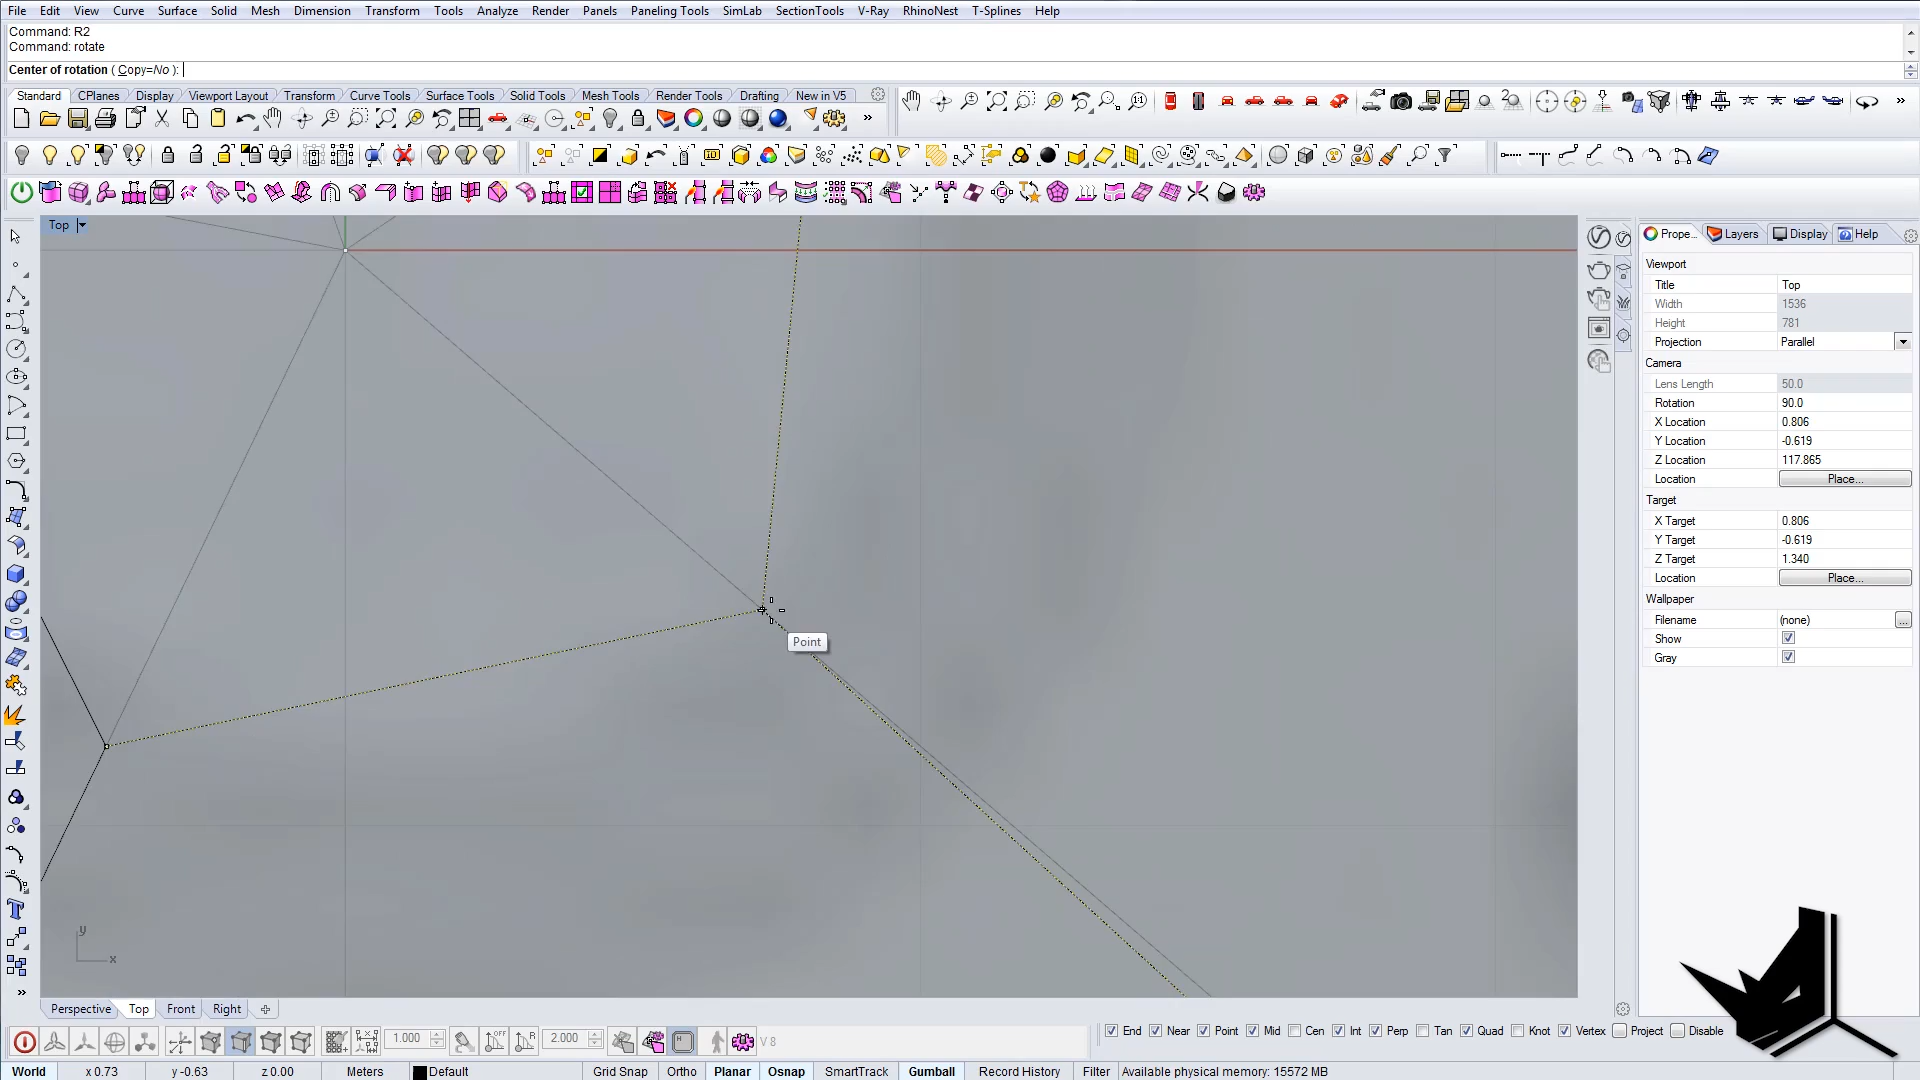 File Edit View Curve Surface Solid Mesh Dimension Transform Tools Analyze Render Panels Paneling Tools SimLab SectionTools V-Ray RhinoNest T-Splines Help
Command: R2
Command: rotate
Center of rotation ( Copy=No ):
Standard CPlanes Display Viewport Layout Transform Curve Tools Surface Tools Solid Tools Mesh Tools Render Tools Drafting New in V5
Top
Point
y
x
Prope... Layers Display Help
Viewport
Title Top
Width 1536
Height 781
Projection Parallel
Camera
Lens Length 50.0
Rotation 90.0
X Location 0.806
Y Location -0.619
Z Location 117.865
Location Place...
Target
X Target 0.806
Y Target -0.619
Z Target 1.340
Location Place...
Wallpaper
Filename (none) ...
Show
Gray
Perspective Top Front Right
1.000 2.000 V 8
End Near Point Mid Cen Int Perp Tan Quad Knot Vertex Project Disable
World x 0.73 y -0.63 z 0.00 Meters Default Grid Snap Ortho Planar Osnap SmartTrack Gumball Record History Filter Available physical memory: 15572 MB